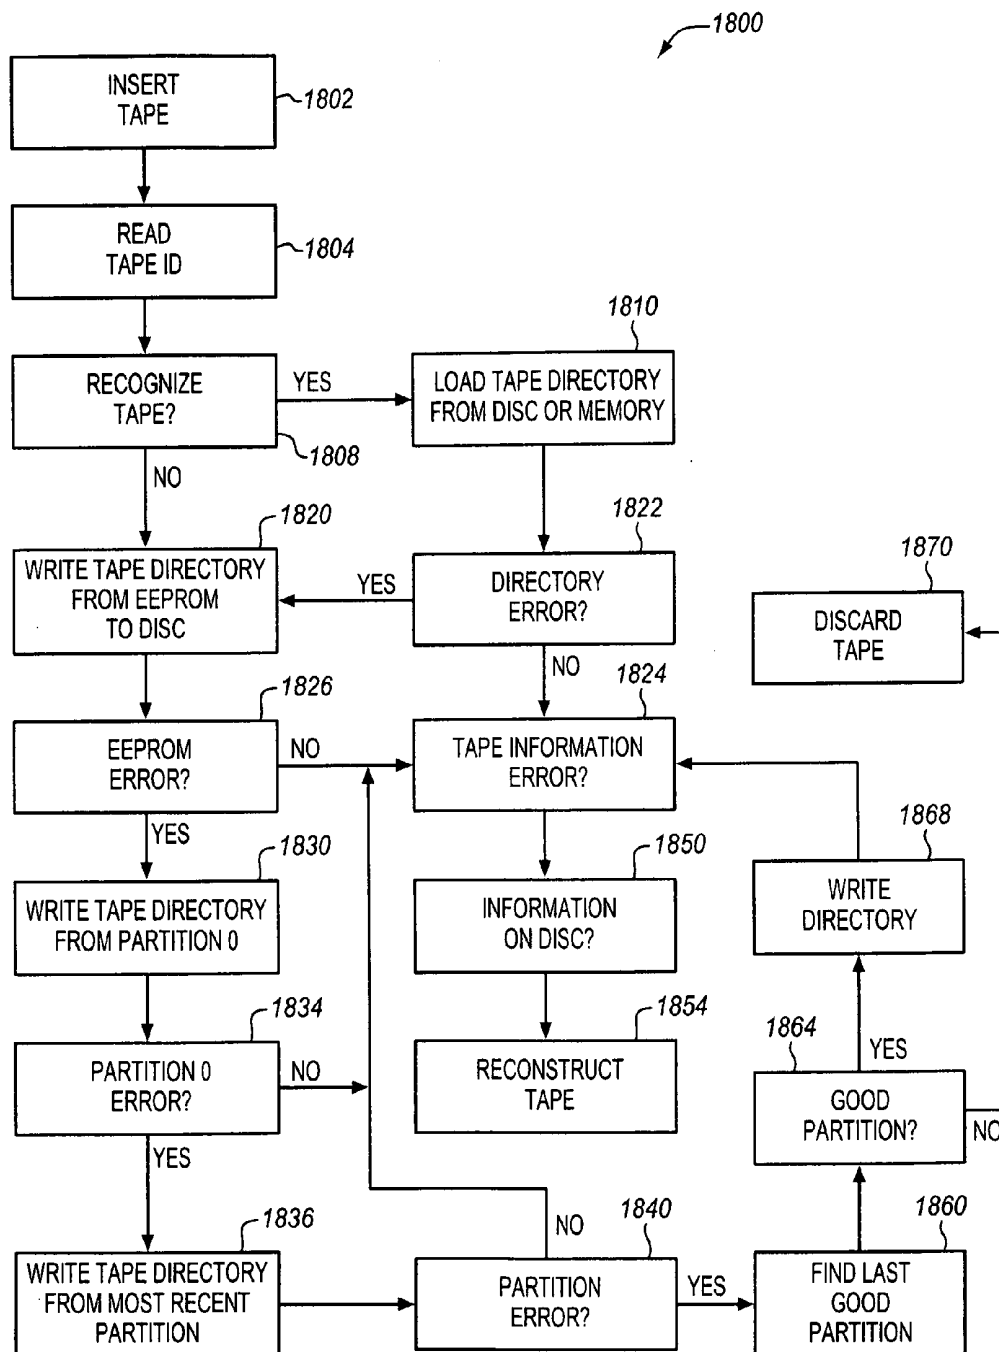 1800
INSERT
TAPE
1802
READ
TAPE ID
1804
RECOGNIZE
TAPE?
1808
YES
NO
1810
LOAD TAPE DIRECTORY
FROM DISC OR MEMORY
1820
WRITE TAPE DIRECTORY
FROM EEPROM
TO DISC
YES
1822
DIRECTORY
ERROR?
NO
1870
DISCARD
TAPE
1826
EEPROM
ERROR?
NO
YES
1824
TAPE INFORMATION
ERROR?
1830
WRITE TAPE DIRECTORY
FROM PARTITION 0
1850
INFORMATION
ON DISC?
1868
WRITE
DIRECTORY
1834
PARTITION 0
ERROR?
NO
YES
1854
RECONSTRUCT
TAPE
1864
YES
GOOD
PARTITION?
NO
1836
WRITE TAPE DIRECTORY
FROM MOST RECENT
PARTITION
NO
1840
PARTITION
ERROR?
YES
1860
FIND LAST
GOOD
PARTITION